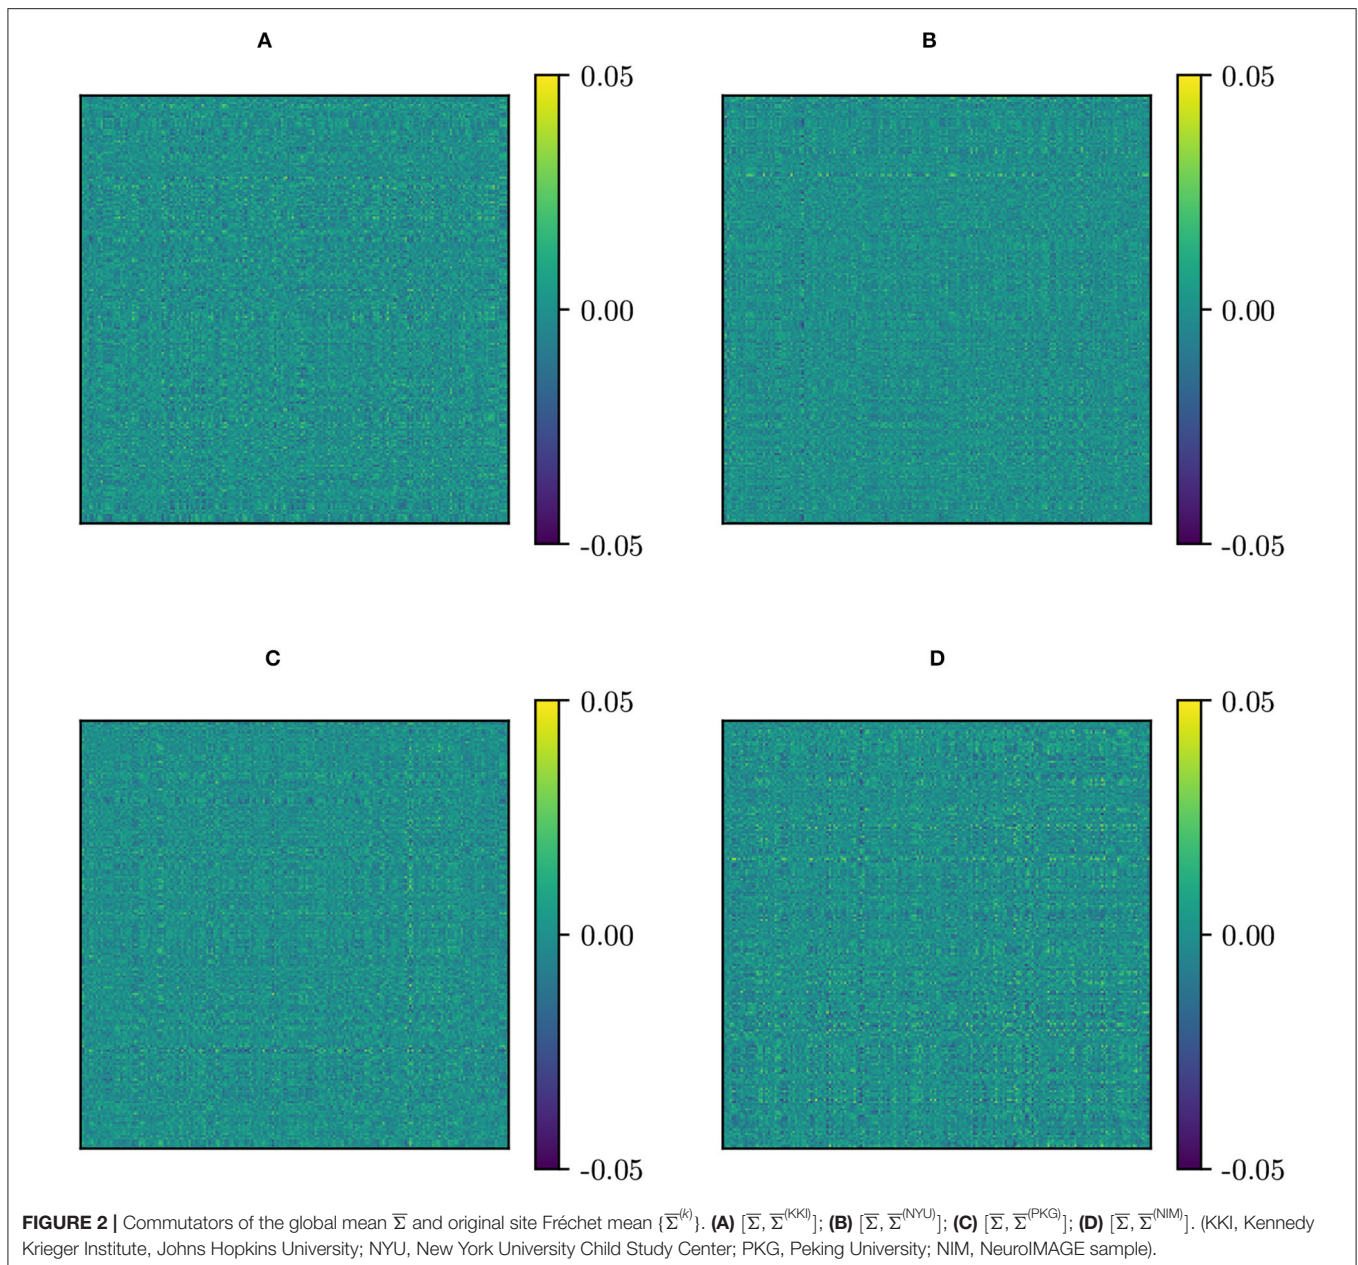 A
B
0.05
0.00
-0.05
0.05
0.00
-0.05
C
D
0.05
0.00
-0.05
0.05
0.00
-0.05
FIGURE 2 | Commutators of the global mean Σ̅ and original site Fréchet mean {Σ̅⁽ᵏ⁾}. (A) [Σ̅, Σ̅^(KKI)]; (B) [Σ̅, Σ̅^(NYU)]; (C) [Σ̅, Σ̅^(PKG)]; (D) [Σ̅, Σ̅^(NIM)]. (KKI, Kennedy
Krieger Institute, Johns Hopkins University; NYU, New York University Child Study Center; PKG, Peking University; NIM, NeuroIMAGE sample).